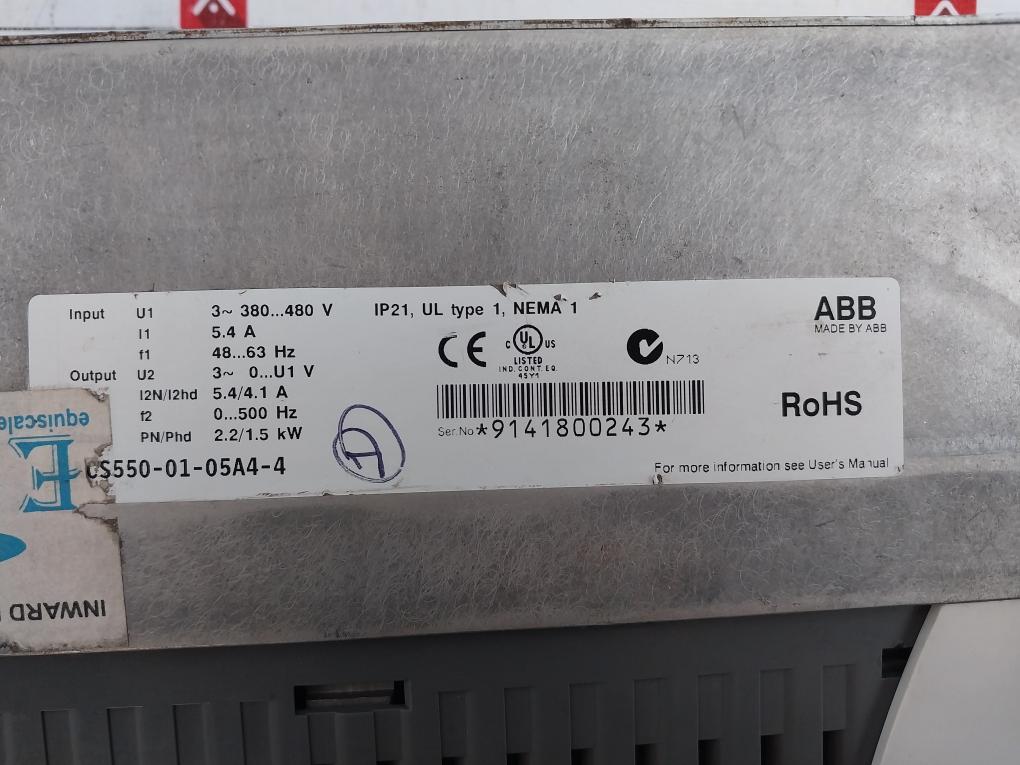 Input U1 3~ 380...480 V IP21, UL type 1, NEMA 1
I1 5.4 A
f1 48...63 Hz
Output U2 3~ 0...U1 V
I2N/I2hd 5.4/4.1 A
f2 0...500 Hz
PN/Phd 2.2/1.5 kW
CS550-01-05A4-4
A
CE
C UL US
LISTED
IND.CONT.EQ.
45Y1
N713
Ser.No *9141800243*
ABB
MADE BY ABB
RoHS
For more information see User's Manual
equiscale
E
INWARD